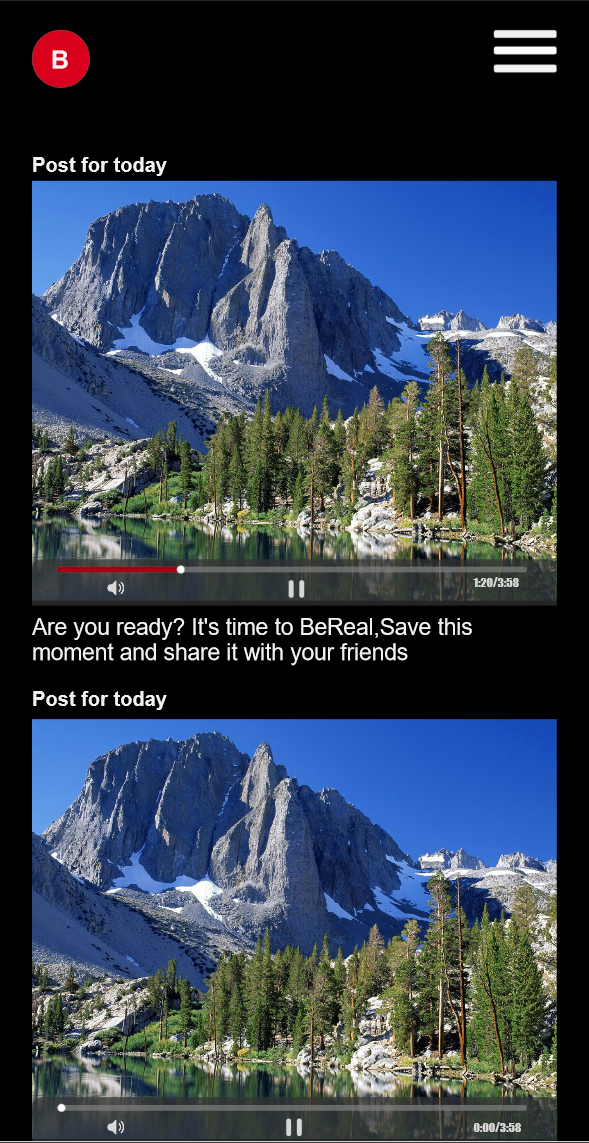 B
Post for today
1:20/3:58
Are you ready? It's time to BeReal,Save this
moment and share it with your friends
Post for today
0:00/3:58